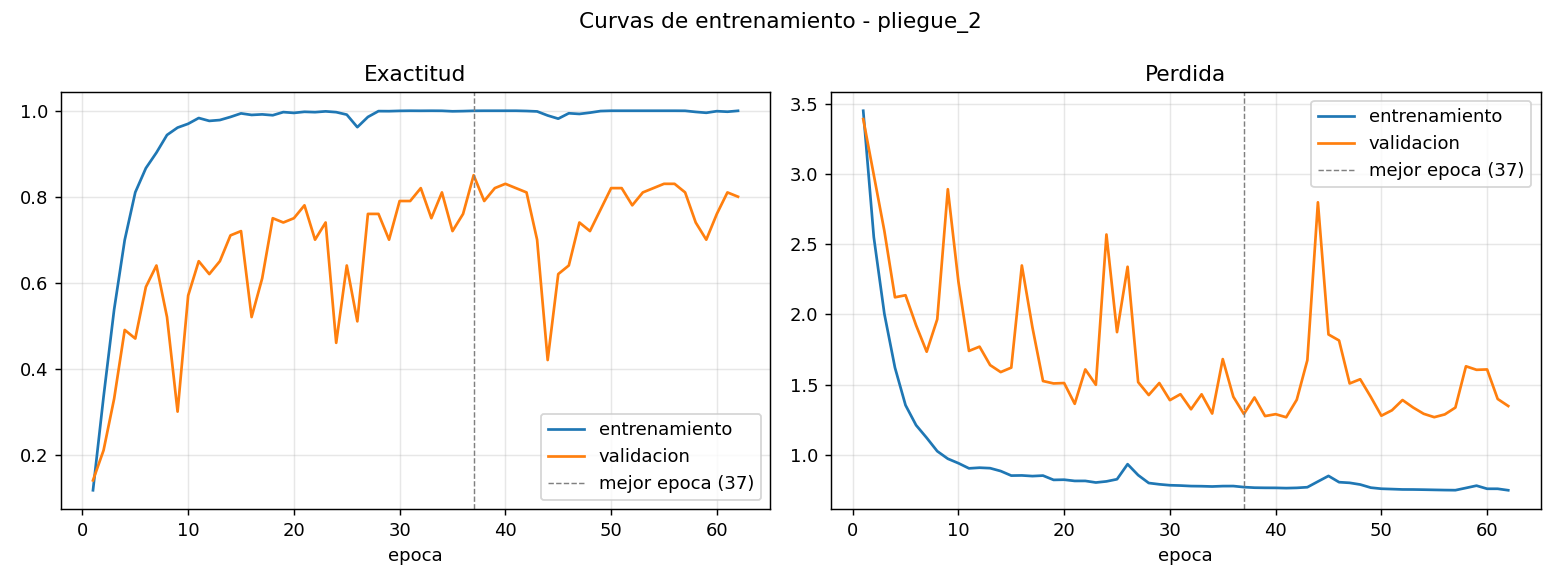 Curvas de entrenamiento - pliegue_2
Exactitud
1.0
0.8
0.6
0.4
0.2
0 10 20 30 40 50 60
epoca
entrenamiento
validacion
mejor epoca (37)
Perdida
3.5
3.0
2.5
2.0
1.5
1.0
0 10 20 30 40 50 60
epoca
entrenamiento
validacion
mejor epoca (37)